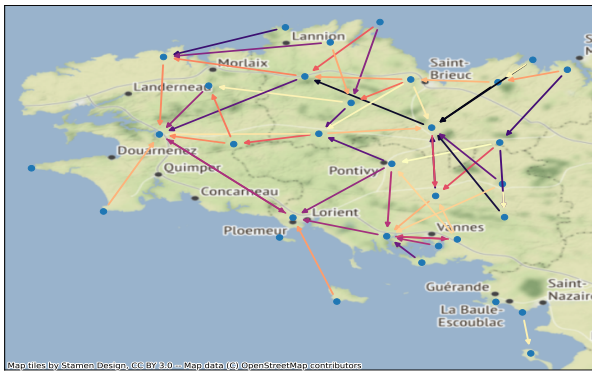 Lannion
Morlaix
Saint-
Brieuc
Landerneau
Douarnenez
Quimper
Pontivy
Concarneau
Lorient
Ploemeur
Vannes
Guérande
Saint-
Nazair
La Baule-
Escoublac
Map tiles by Stamen Design, CC BY 3.0 -- Map data (C) OpenStreetMap contributors